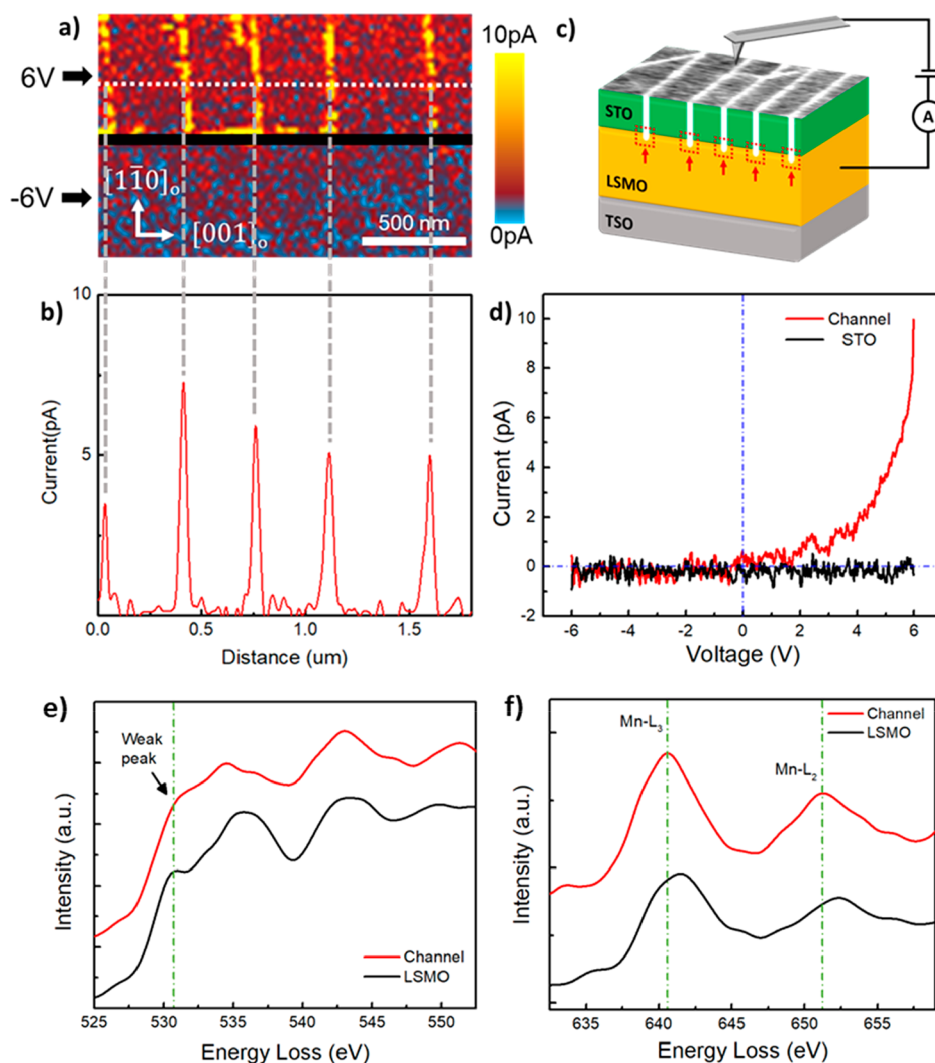 a)
10pA
6V
-6V
[11̄0]ₒ
[001]ₒ
500 nm
0pA
c)
STO
LSMO
TSO
A
b)
10
5
Current(pA)
0.0 0.5 1.0 1.5
Distance (um)
d)
Channel
STO
10
8
6
4
2
0
-2
Current (pA)
-6 -4 -2 0 2 4 6
Voltage (V)
e)
Weak
peak
Intensity (a.u.)
Channel
LSMO
525 530 535 540 545 550
Energy Loss (eV)
f)
Mn-L₃
Mn-L₂
Channel
LSMO
Intensity (a.u.)
635 640 645 650 655
Energy Loss (eV)